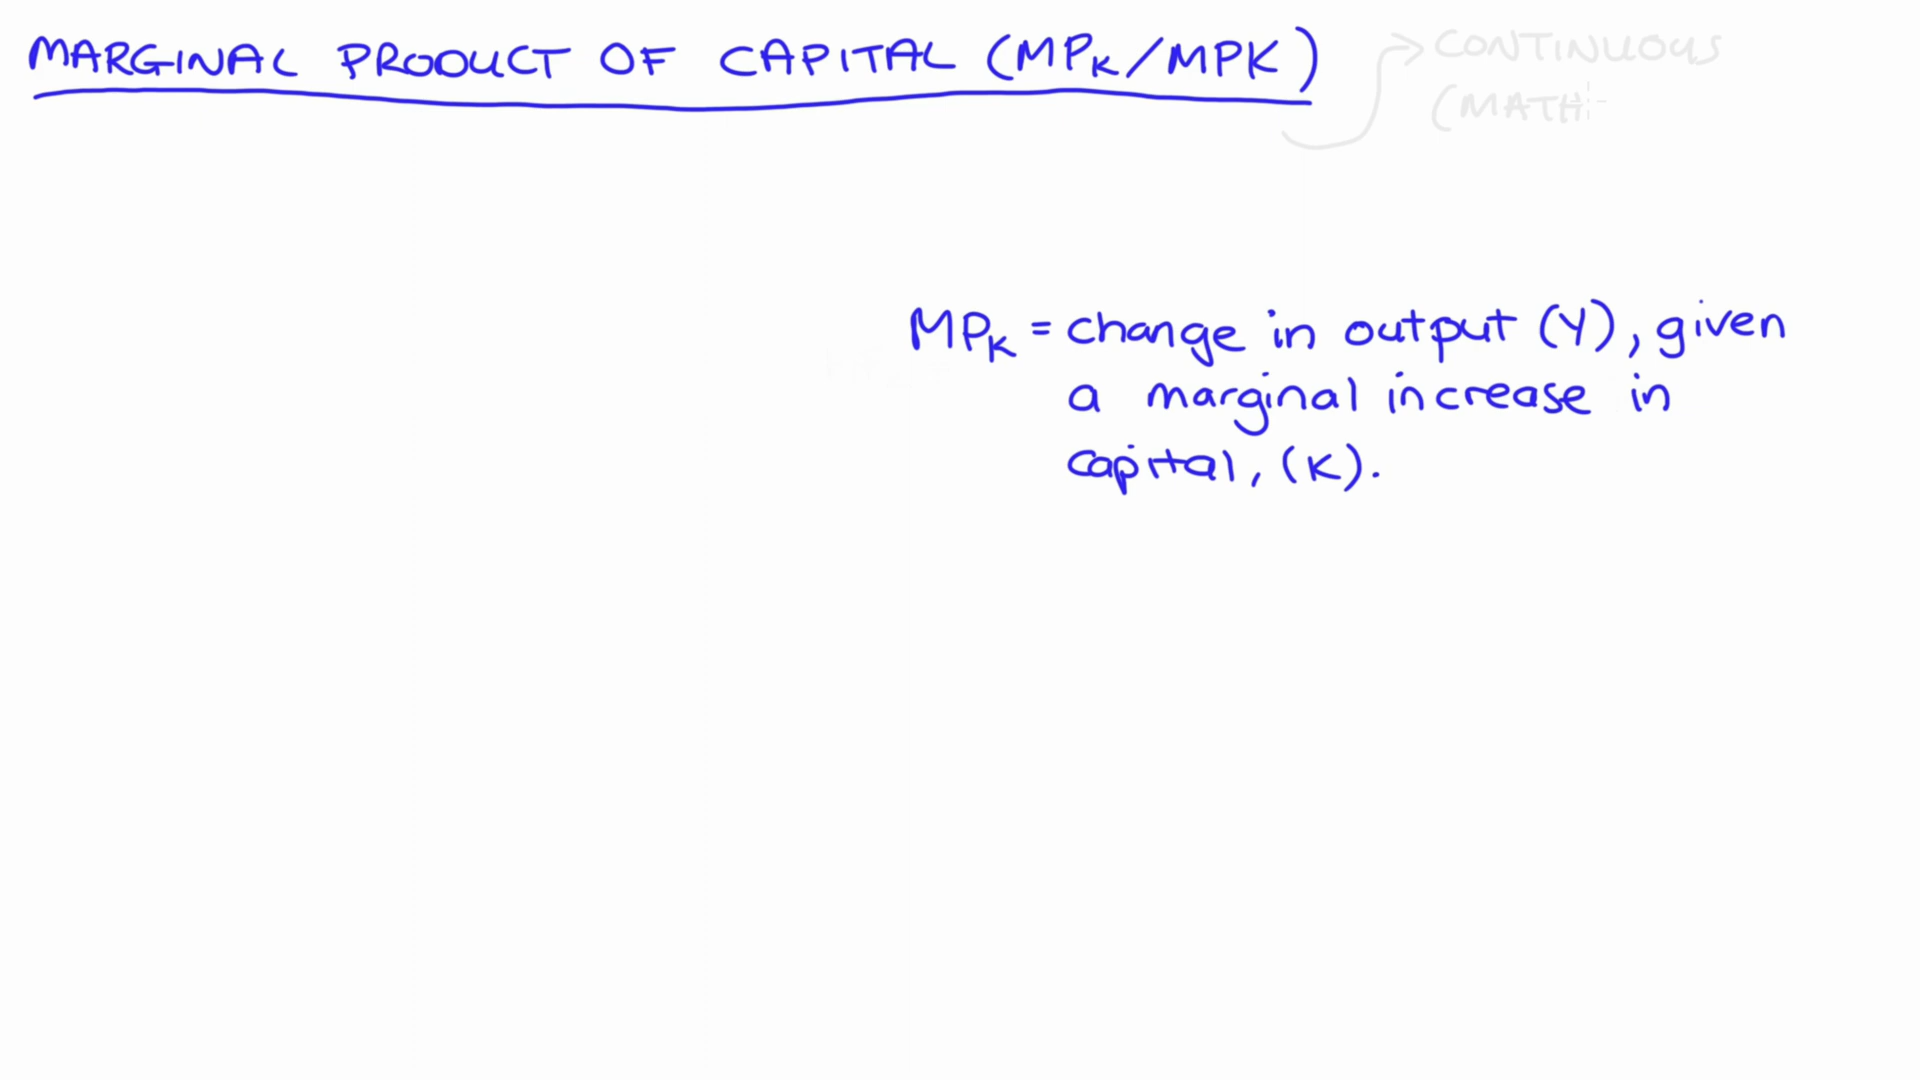 MARGINAL PRODUCT OF CAPITAL (MPK/MPK)
CONTINUOUS
(MATH
MPK = change in output (Y), given
a marginal increase in
capital, (K).